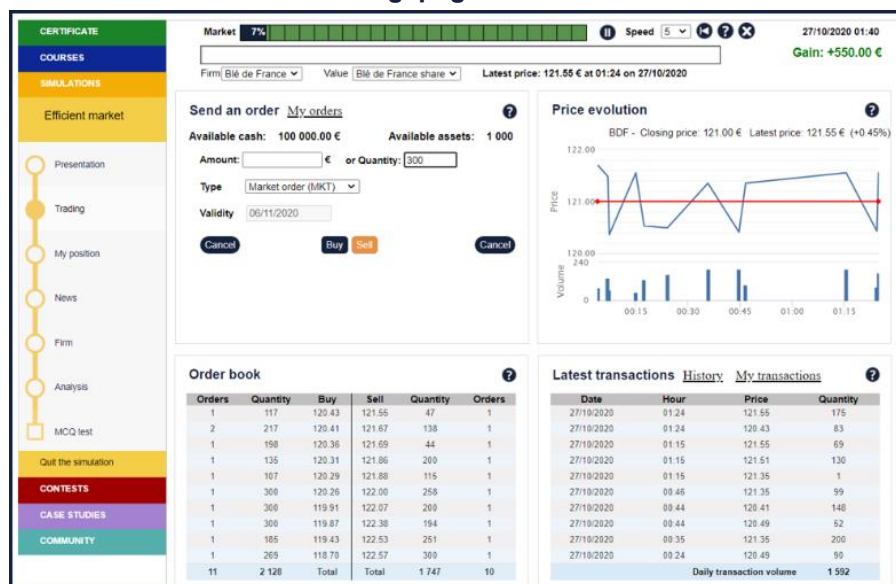 CERTIFICATE
COURSES
SIMULATIONS
Efficient market
Presentation
Trading
My position
News
Firm
Analysis
MCQ test
Quit the simulation
CONTESTS
CASE STUDIES
COMMUNITY
Market 7% Speed 5 27/10/2020 01:40
Gain: +550.00 €
Firm Blé de France Value Blé de France share Latest price: 121.55 € at 01:24 on 27/10/2020
Send an order My orders
Available cash: 100 000.00 € Available assets: 1 000
Amount: € or Quantity: 300
Type Market order (MKT)
Validity 06/11/2020
Cancel Buy Sell Cancel
Price evolution
BDF - Closing price: 121.00 € Latest price: 121.55 € (+0.45%)
122.00
Price
121.00
120.00
240
Volume
0
00:15 00:30 00:45 01:00 01:15
Order book
Orders Quantity Buy Sell Quantity Orders
1 117 120.43 121.55 47 1
2 217 120.41 121.67 138 1
1 198 120.36 121.69 44 1
1 135 120.31 121.86 200 1
1 107 120.29 121.88 115 1
1 300 120.26 122.00 258 1
1 300 119.91 122.07 200 1
1 300 119.87 122.38 194 1
1 185 119.43 122.53 251 1
1 269 118.70 122.57 300 1
11 2 128 Total Total 1 747 10
Latest transactions History My transactions
Date Hour Price Quantity
27/10/2020 01:24 121.55 175
27/10/2020 01:24 120.43 83
27/10/2020 01:15 121.55 69
27/10/2020 01:15 121.51 130
27/10/2020 01:15 121.35 1
27/10/2020 00:46 121.35 99
27/10/2020 00:44 120.41 148
27/10/2020 00:44 120.49 52
27/10/2020 00:35 121.35 200
27/10/2020 00:24 120.49 90
Daily transaction volume 1 592